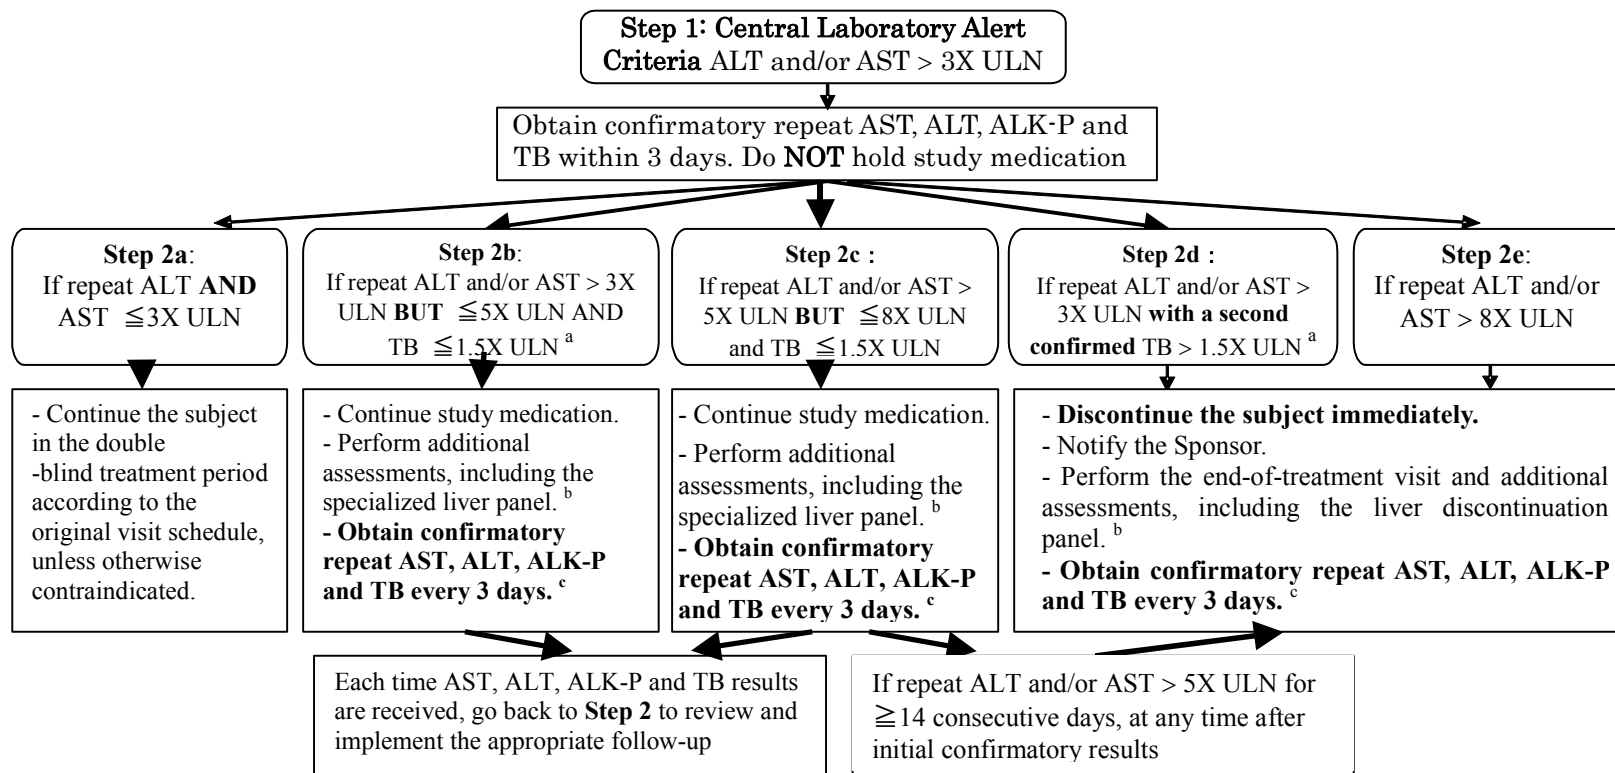 Step 1: Central Laboratory Alert
Criteria ALT and/or AST > 3X ULN
Obtain confirmatory repeat AST, ALT, ALK-P and
TB within 3 days. Do NOT hold study medication
Step 2a:
If repeat ALT AND
AST ≦3X ULN
Step 2b:
If repeat ALT and/or AST > 3X
ULN BUT ≦5X ULN AND
TB ≦1.5X ULN a
Step 2c :
If repeat ALT and/or AST >
5X ULN BUT ≦8X ULN
and TB ≦1.5X ULN
Step 2d :
If repeat ALT and/or AST >
3X ULN with a second
confirmed TB > 1.5X ULN a
Step 2e:
If repeat ALT and/or
AST > 8X ULN
- Continue the subject
in the double
-blind treatment period
according to the
original visit schedule,
unless otherwise
contraindicated.
- Continue study medication.
- Perform additional
assessments, including the
specialized liver panel. b
- Obtain confirmatory
repeat AST, ALT, ALK-P
and TB every 3 days. c
- Continue study medication.
- Perform additional
assessments, including the
specialized liver panel. b
- Obtain confirmatory
repeat AST, ALT, ALK-P
and TB every 3 days. c
- Discontinue the subject immediately.
- Notify the Sponsor.
- Perform the end-of-treatment visit and additional
assessments, including the liver discontinuation
panel. b
- Obtain confirmatory repeat AST, ALT, ALK-P
and TB every 3 days. c
Each time AST, ALT, ALK-P and TB results
are received, go back to Step 2 to review and
implement the appropriate follow-up
If repeat ALT and/or AST > 5X ULN for
≧14 consecutive days, at any time after
initial confirmatory results